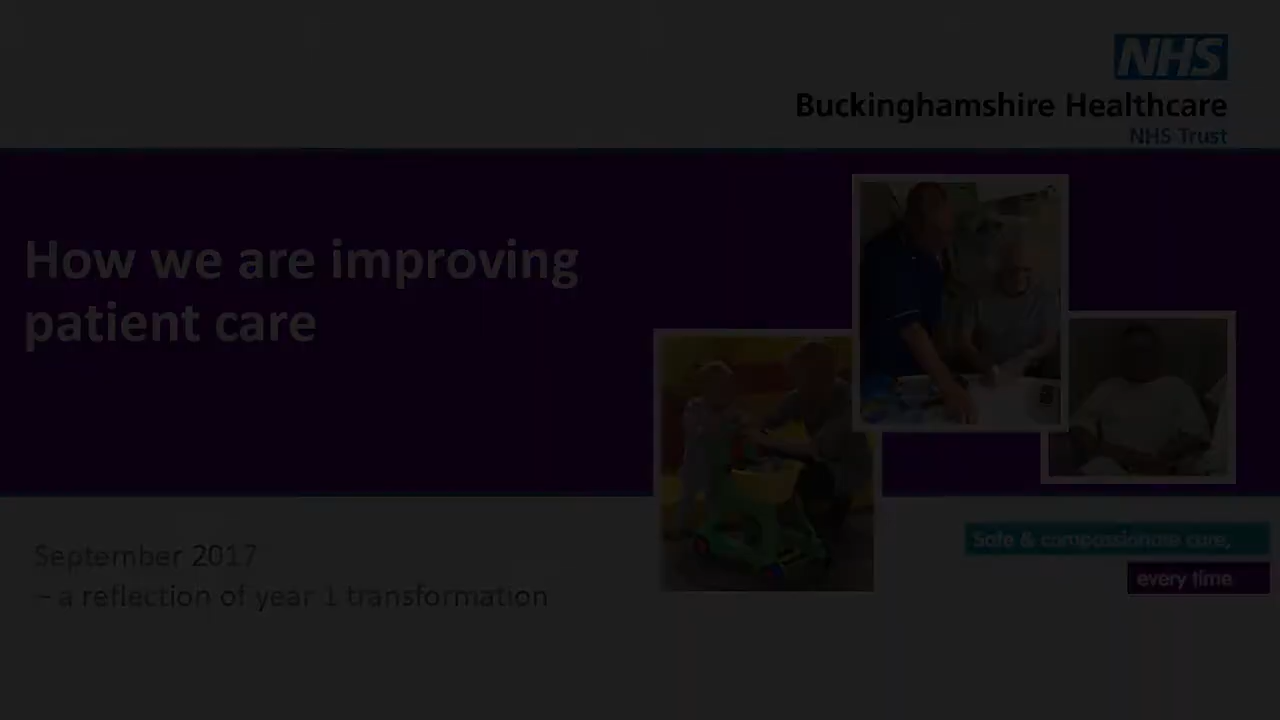 NHS
Buckinghamshire Healthcare
NHS Trust
How we are improving
patient care
September 2017
– a reflection of year 1 transformation
Safe & compassionate care,
every time